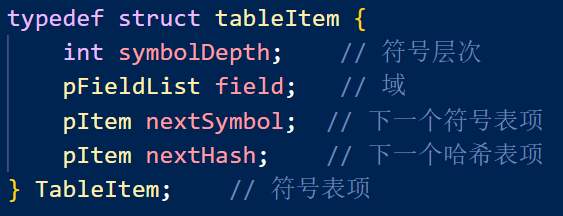 typedef struct tableItem {
    int symbolDepth;    // 符号层次
    pFieldList field;   // 域
    pItem nextSymbol;  // 下一个符号表项
    pItem nextHash;    // 下一个哈希表项
} TableItem;    // 符号表项